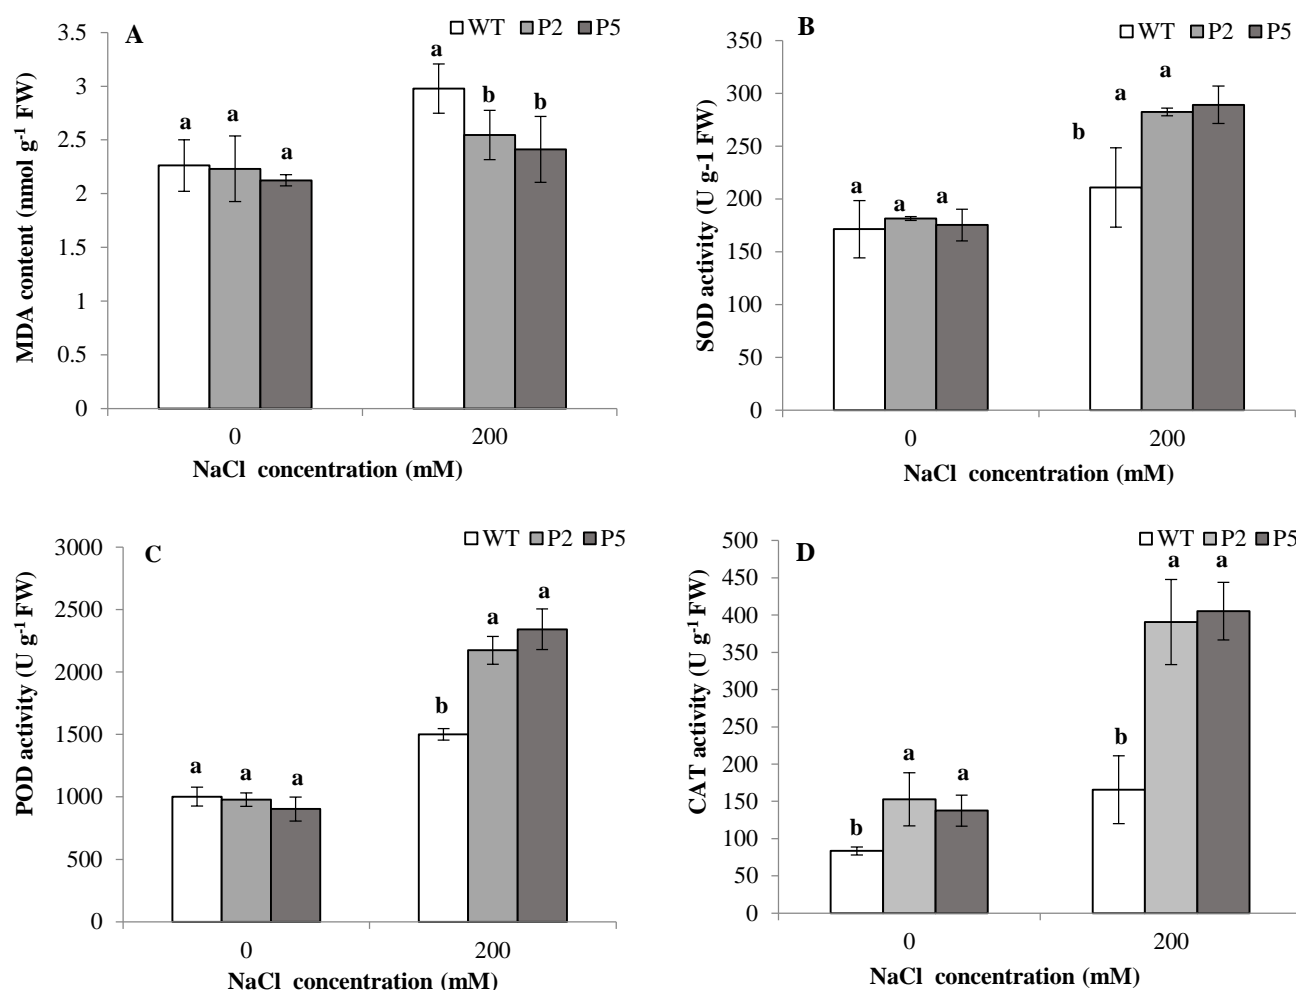 A
WT P2 P5
3.5
3
2.5
2
1.5
1
0.5
0
MDA content (nmol g-1 FW)
a a a a b b
0 200
NaCl concentration (mM)
B
WT P2 P5
350
300
250
200
150
100
50
0
SOD activity (U g-1 FW)
a a a b a a
0 200
NaCl concentration (mM)
C
WT P2 P5
3000
2500
2000
1500
1000
500
0
POD activity (U g-1 FW)
a a a b a a
0 200
NaCl concentration (mM)
D
WT P2 P5
500
450
400
350
300
250
200
150
100
50
0
CAT activity (U g-1 FW)
b a a b a a
0 200
NaCl concentration (mM)